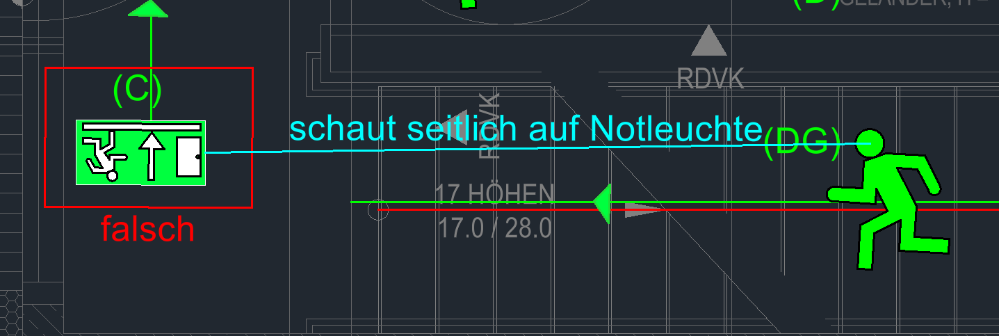 (C)
RDVK
RDVK
schaut seitlich auf Notleuchte
(DG)
17 HÖHEN
17.0 / 28.0
falsch